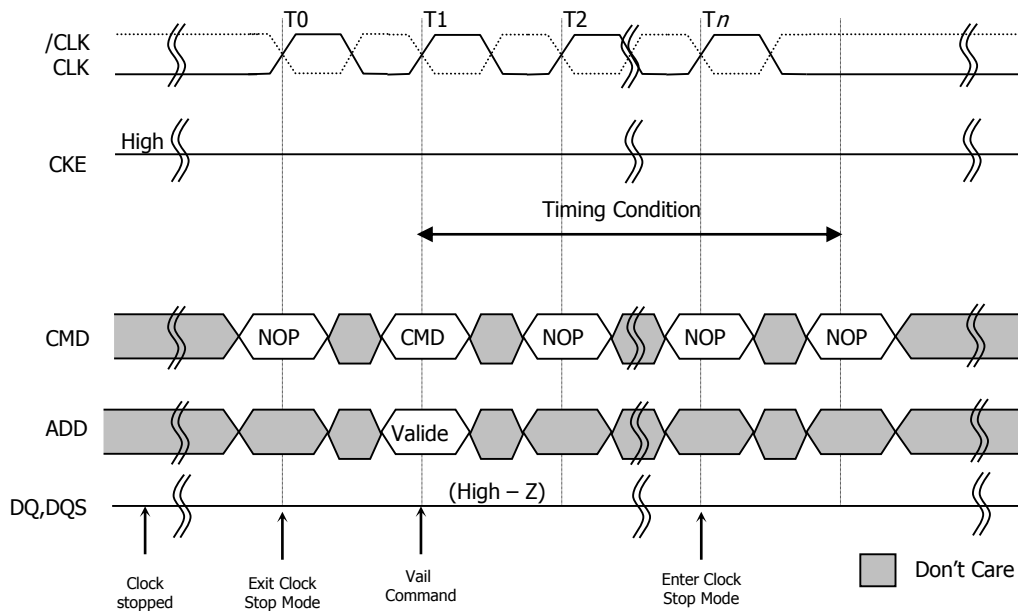 T0 T1 T2 Tn
/CLK
CLK
High
CKE
Timing Condition
CMD NOP CMD NOP NOP NOP
ADD Valide
(High – Z)
DQ,DQS
Clock
stopped
Exit Clock
Stop Mode
Vail
Command
Enter Clock
Stop Mode
Don't Care